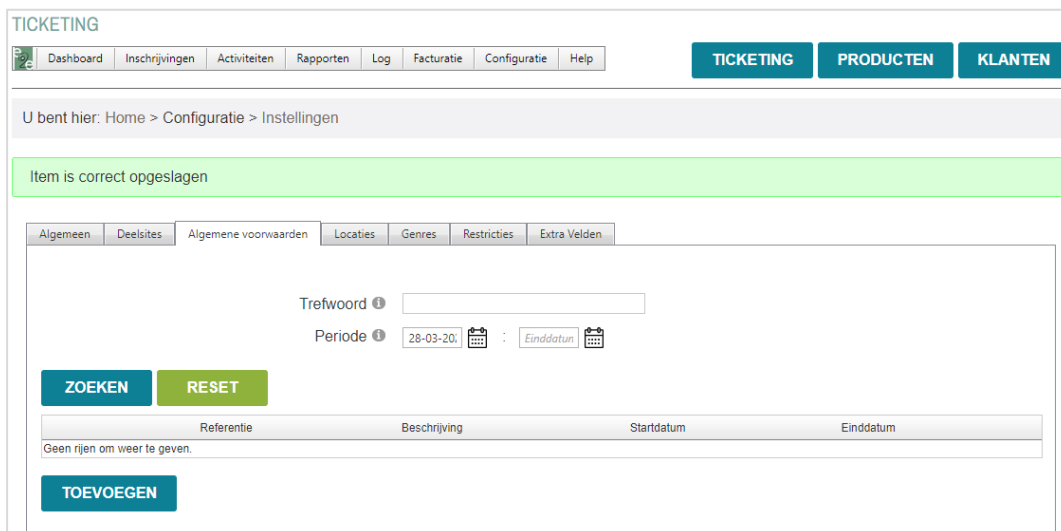 TICKETING
Dashboard Inschrijvingen Activiteiten Rapporten Log Facturatie Configuratie Help
TICKETING PRODUCTEN KLANTEN
U bent hier: Home > Configuratie > Instellingen
Item is correct opgeslagen
Algemeen Deelsites Algemene voorwaarden Locaties Genres Restricties Extra Velden
Trefwoord
Periode 28-03-20 : Einddatun
ZOEKEN RESET
Referentie Beschrijving Startdatum Einddatum
Geen rijen om weer te geven.
TOEVOEGEN